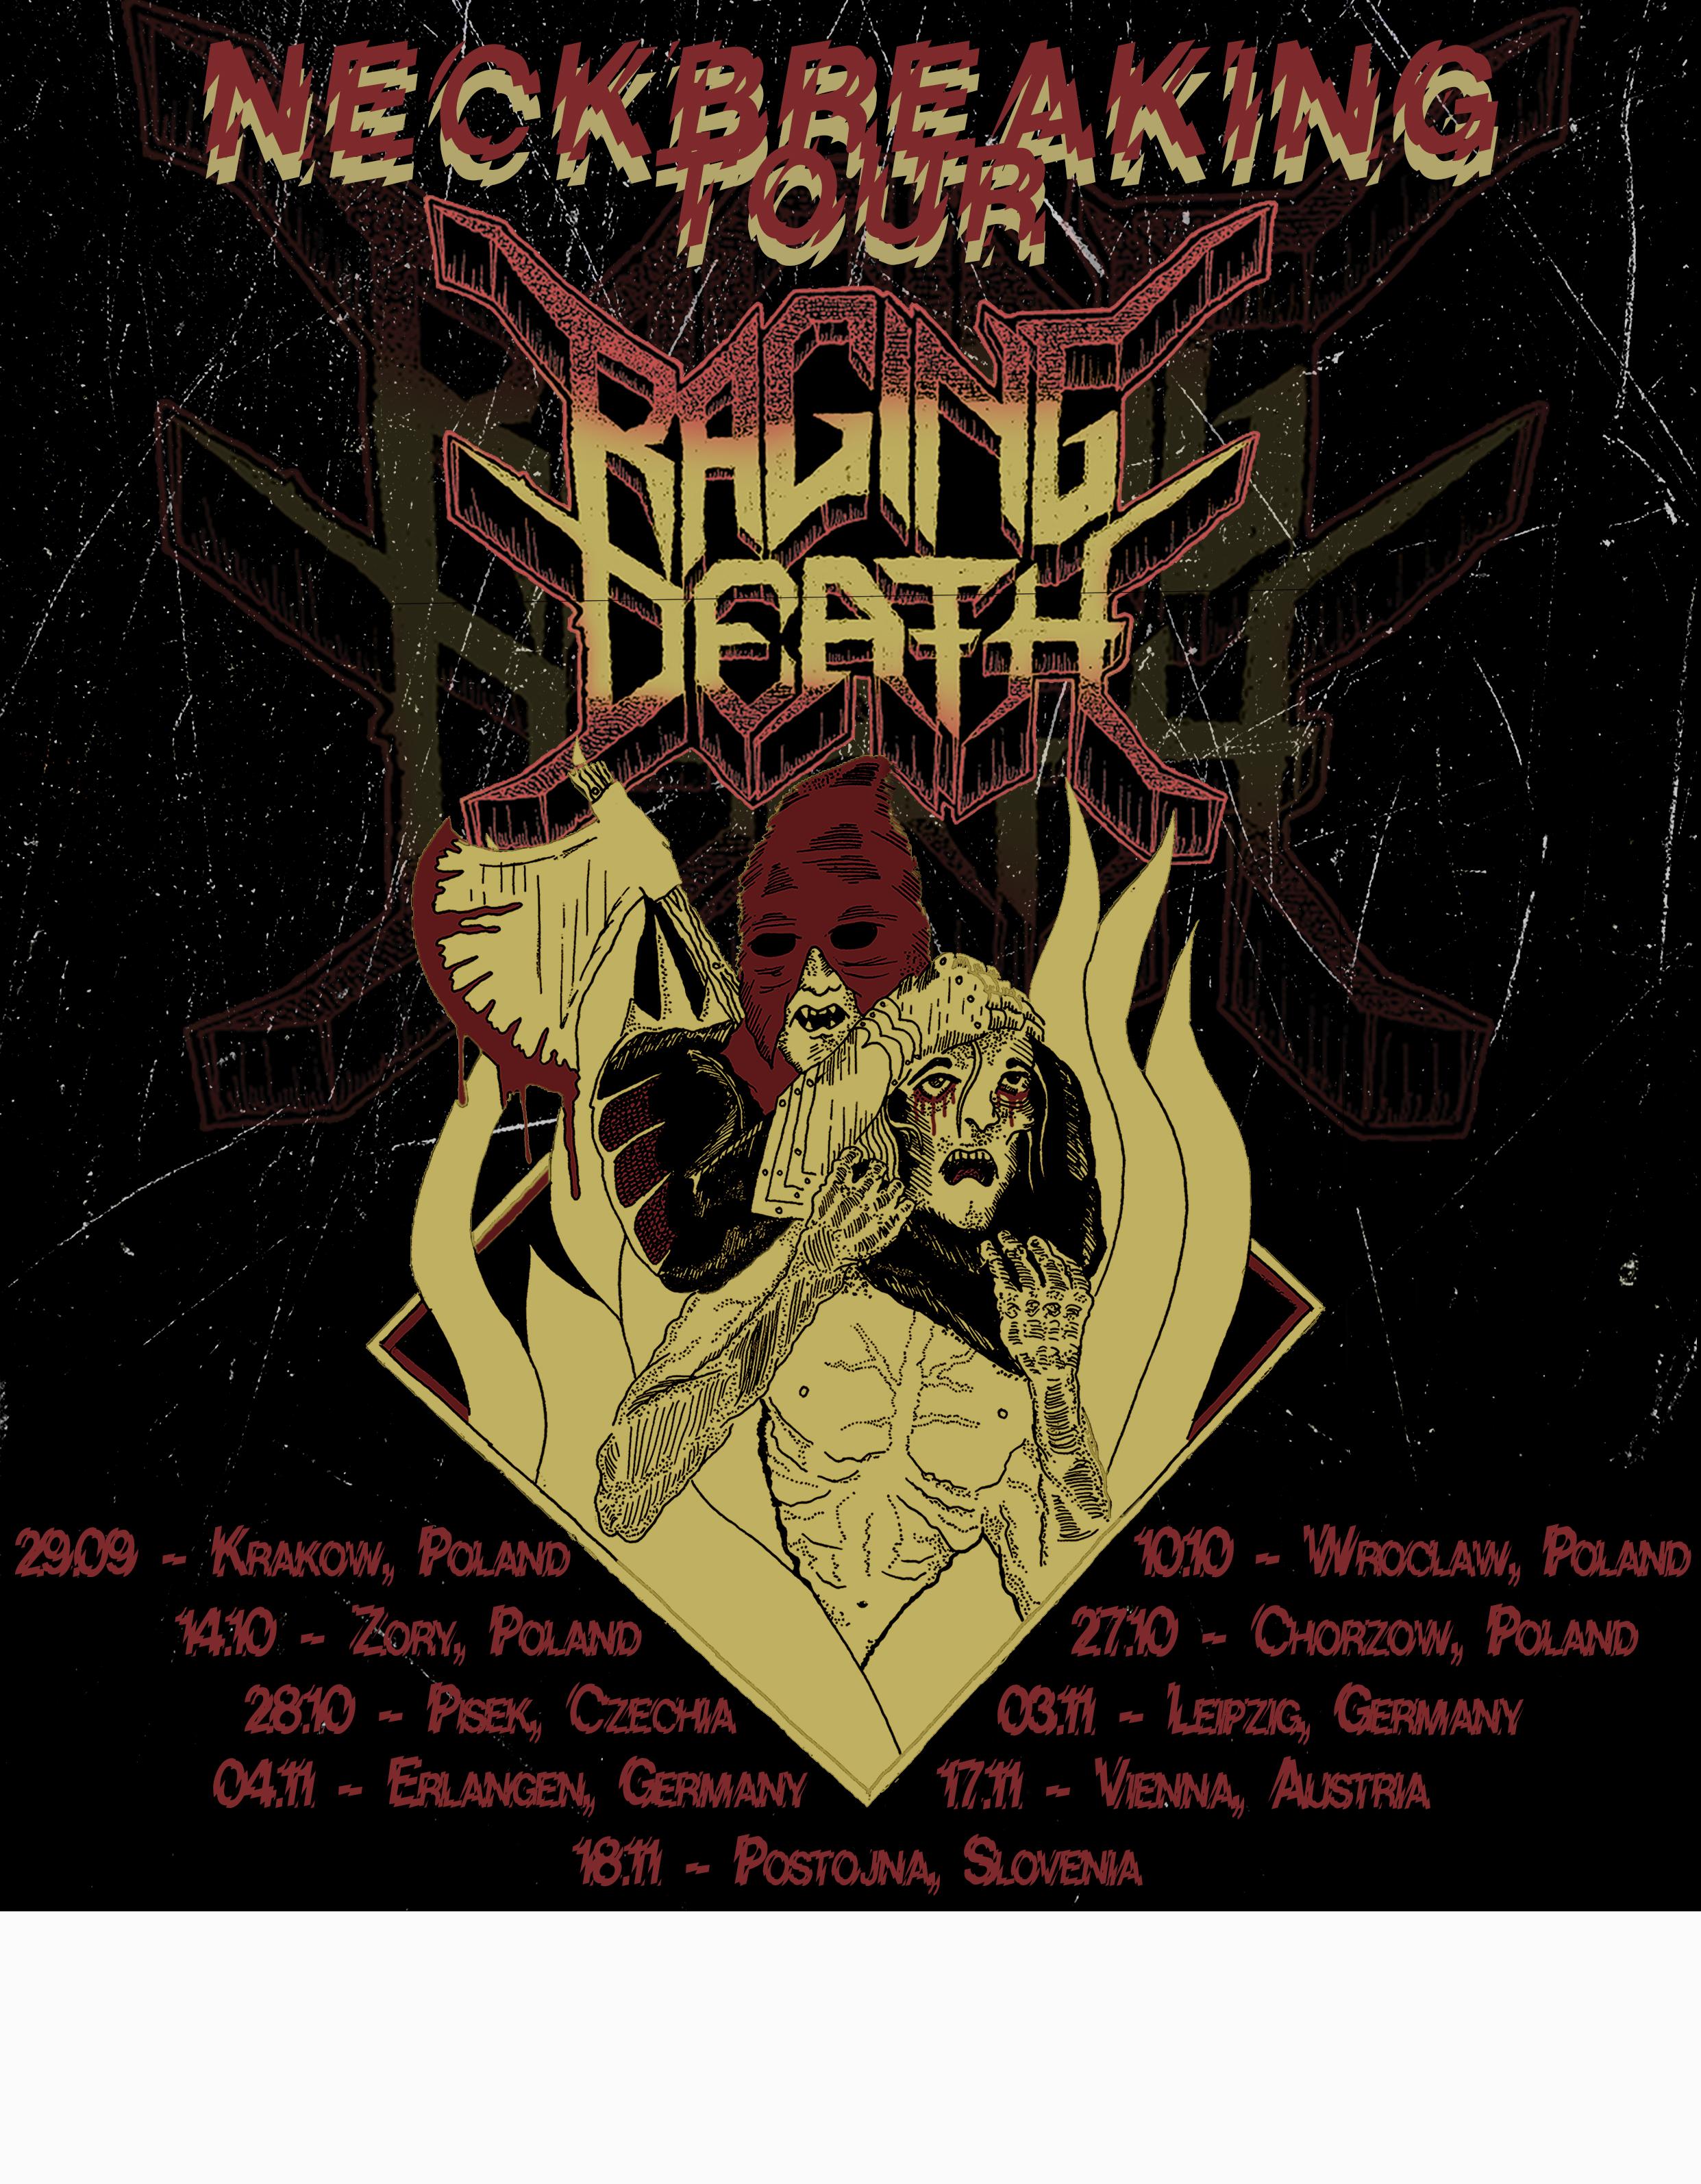 NECKBREAKING
TOUR
RAGING
DEATH
29.09 - Krakow, Poland
10.10 - Wroclaw, Poland
14.10 - Zory, Poland
27.10 - Chorzow, Poland
28.10 - Pisek, Czechia
03.11 - Leipzig, Germany
04.11 - Erlangen, Germany
17.11 - Vienna, Austria
18.11 - Postojna, Slovenia